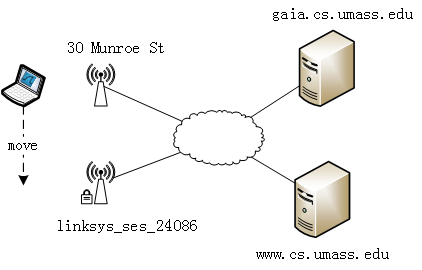 gaia.cs.umass.edu
30 Munroe St
move
linksys_ses_24086
www.cs.umass.edu